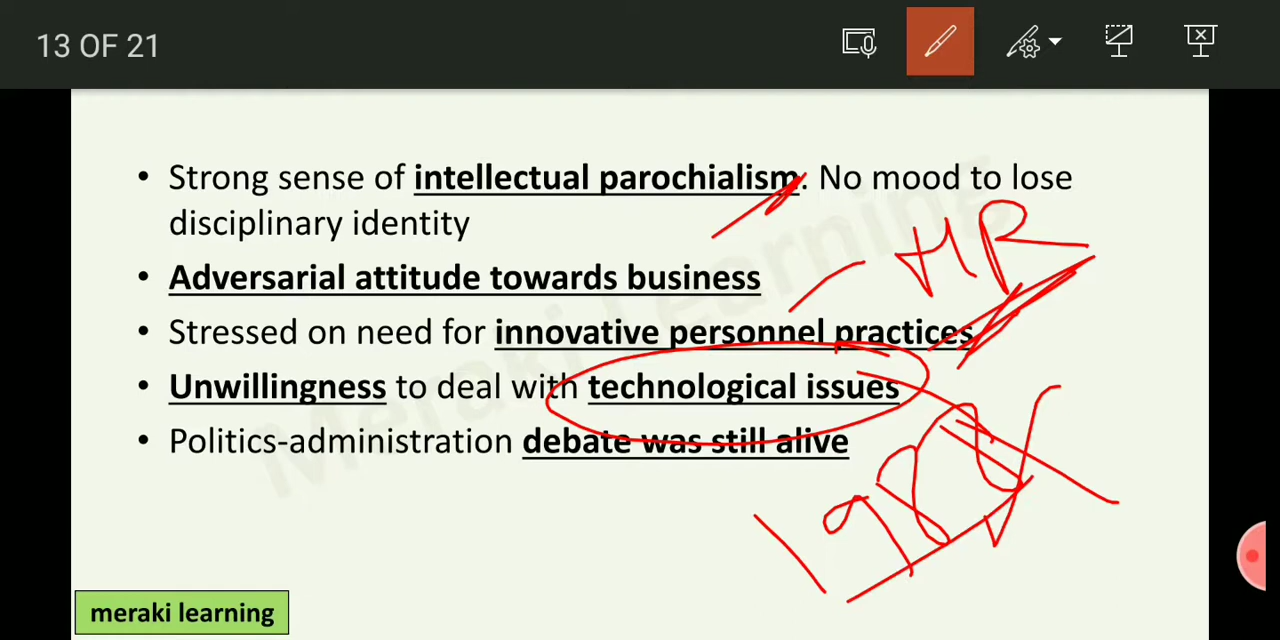 13 OF 21
• Strong sense of intellectual parochialism. No mood to lose
disciplinary identity
• Adversarial attitude towards business
HR
• Stressed on need for innovative personnel practices
• Unwillingness to deal with technological issues
• Politics-administration debate was still alive
meraki learning
Meraki Learning